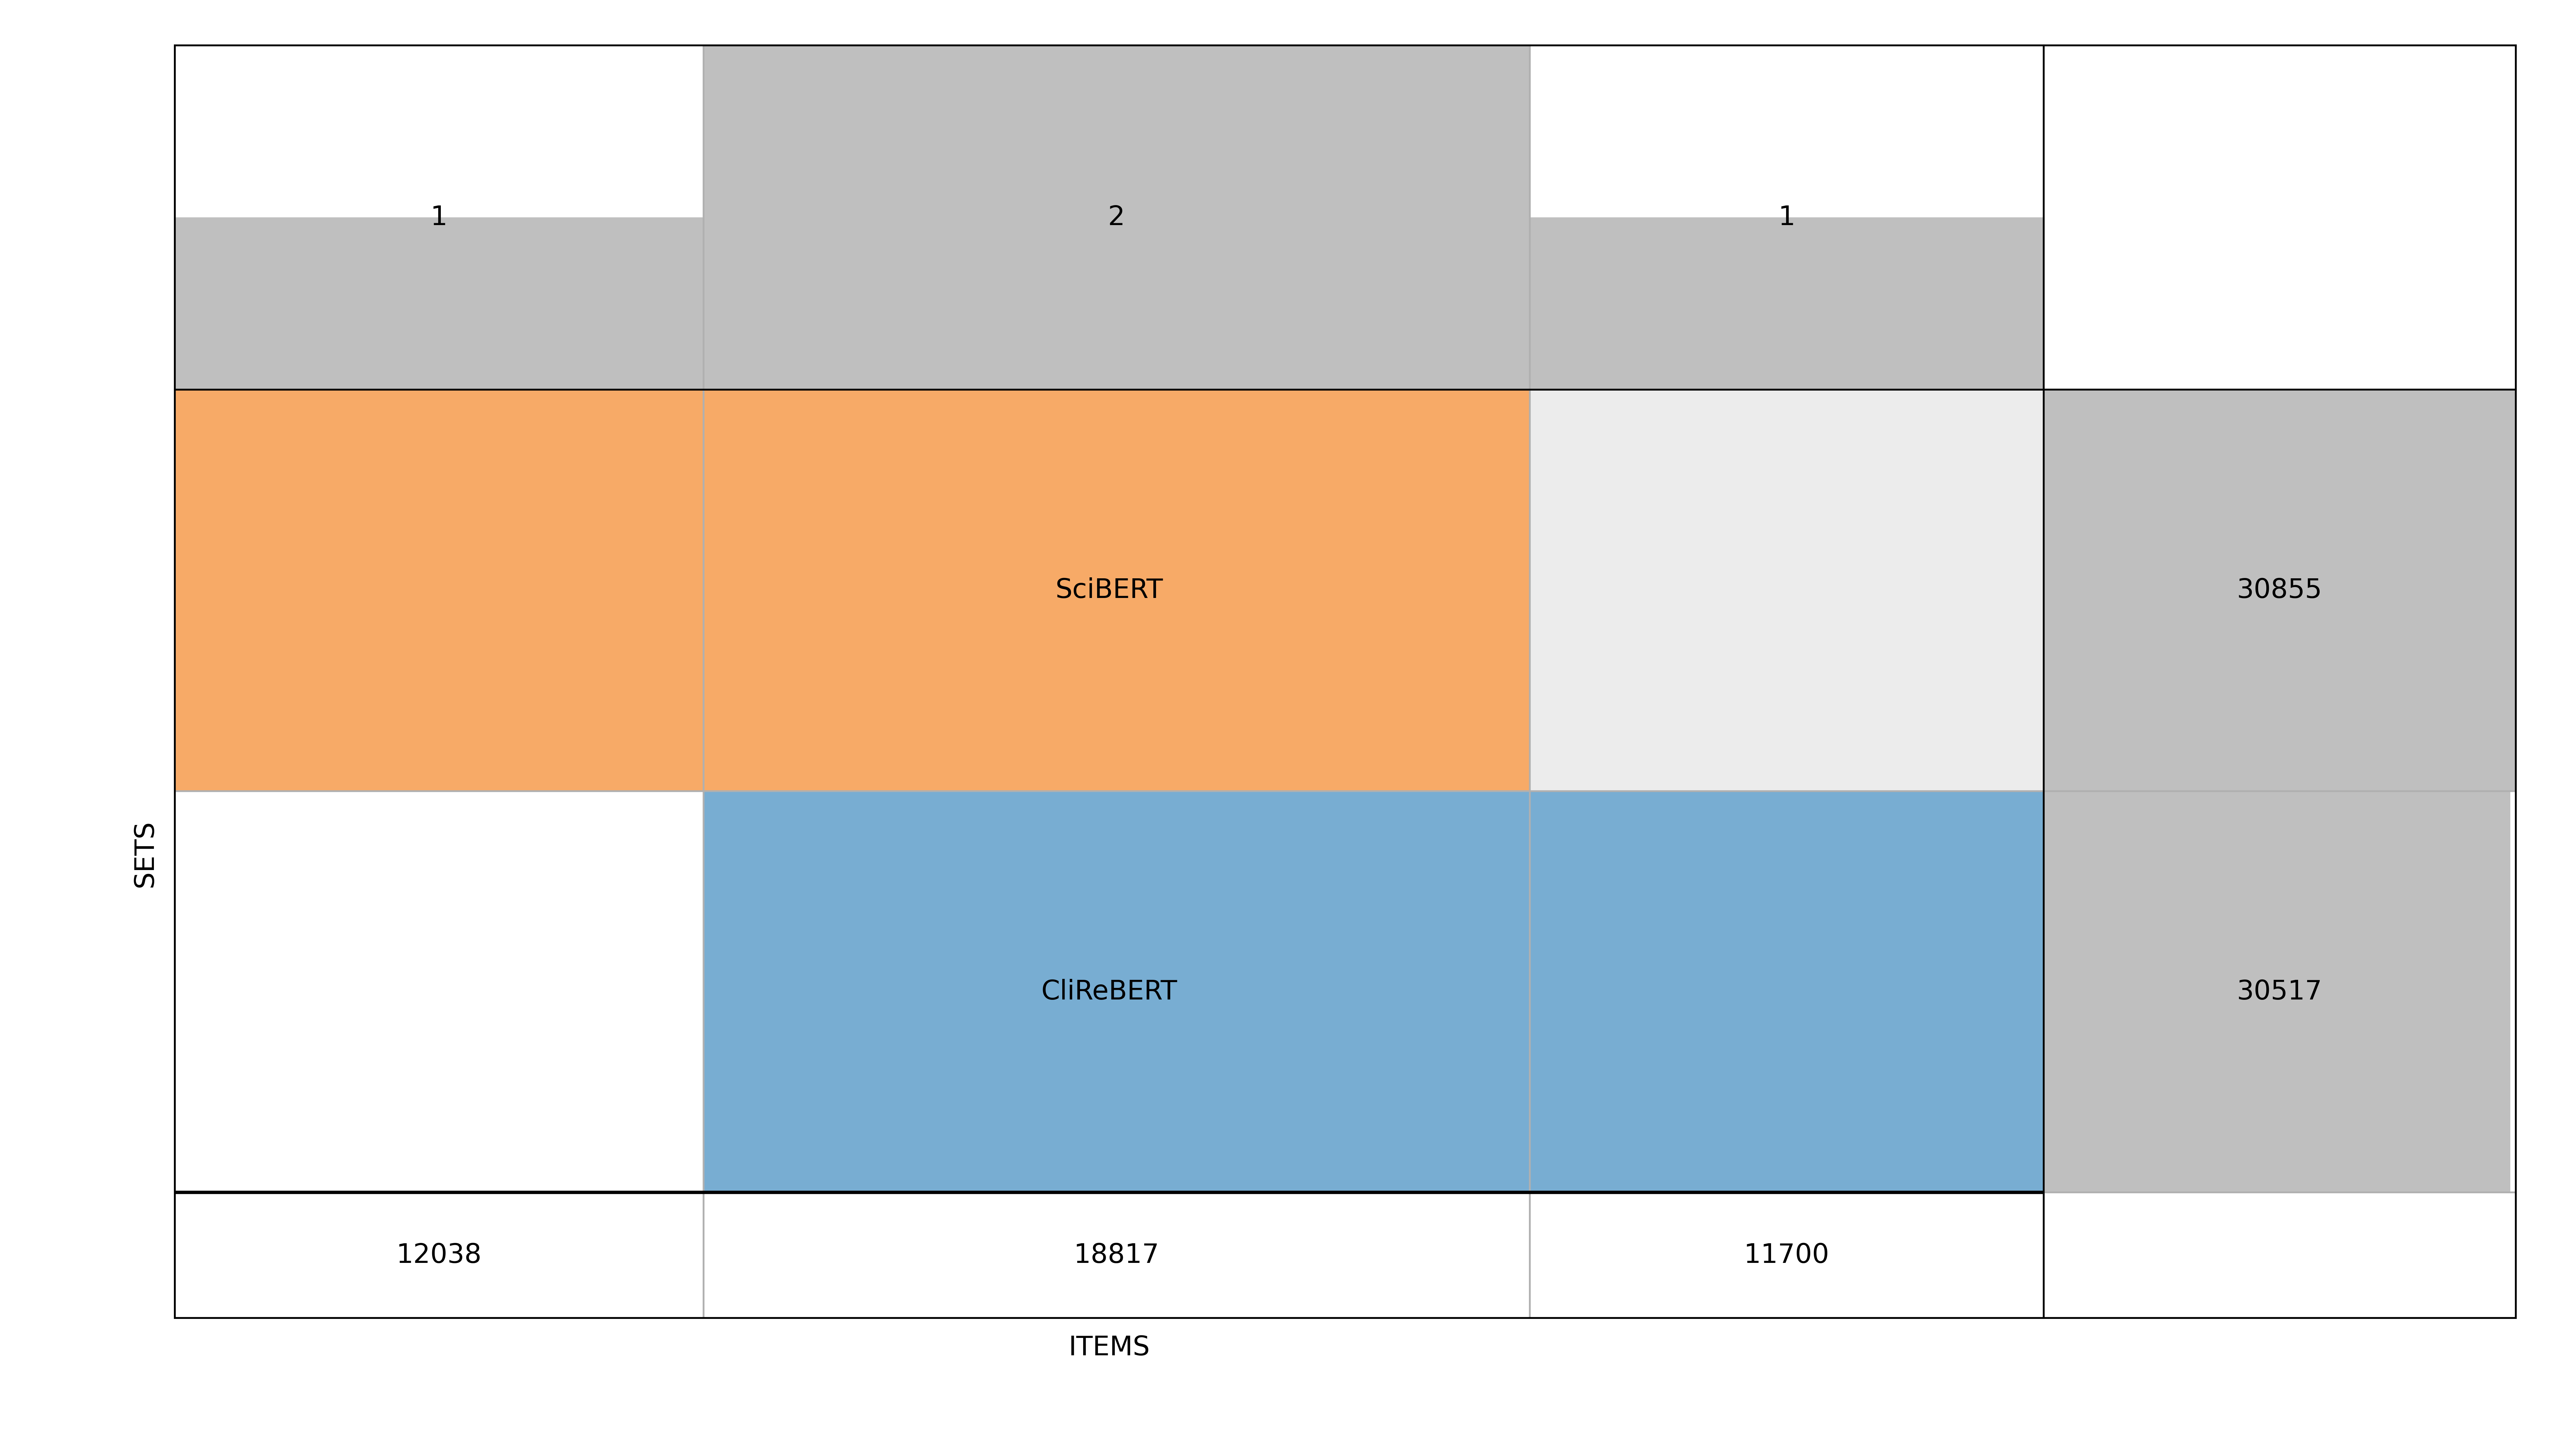 1 2 1
SciBERT 30855
SETS
CliReBERT 30517
12038 18817 11700
ITEMS